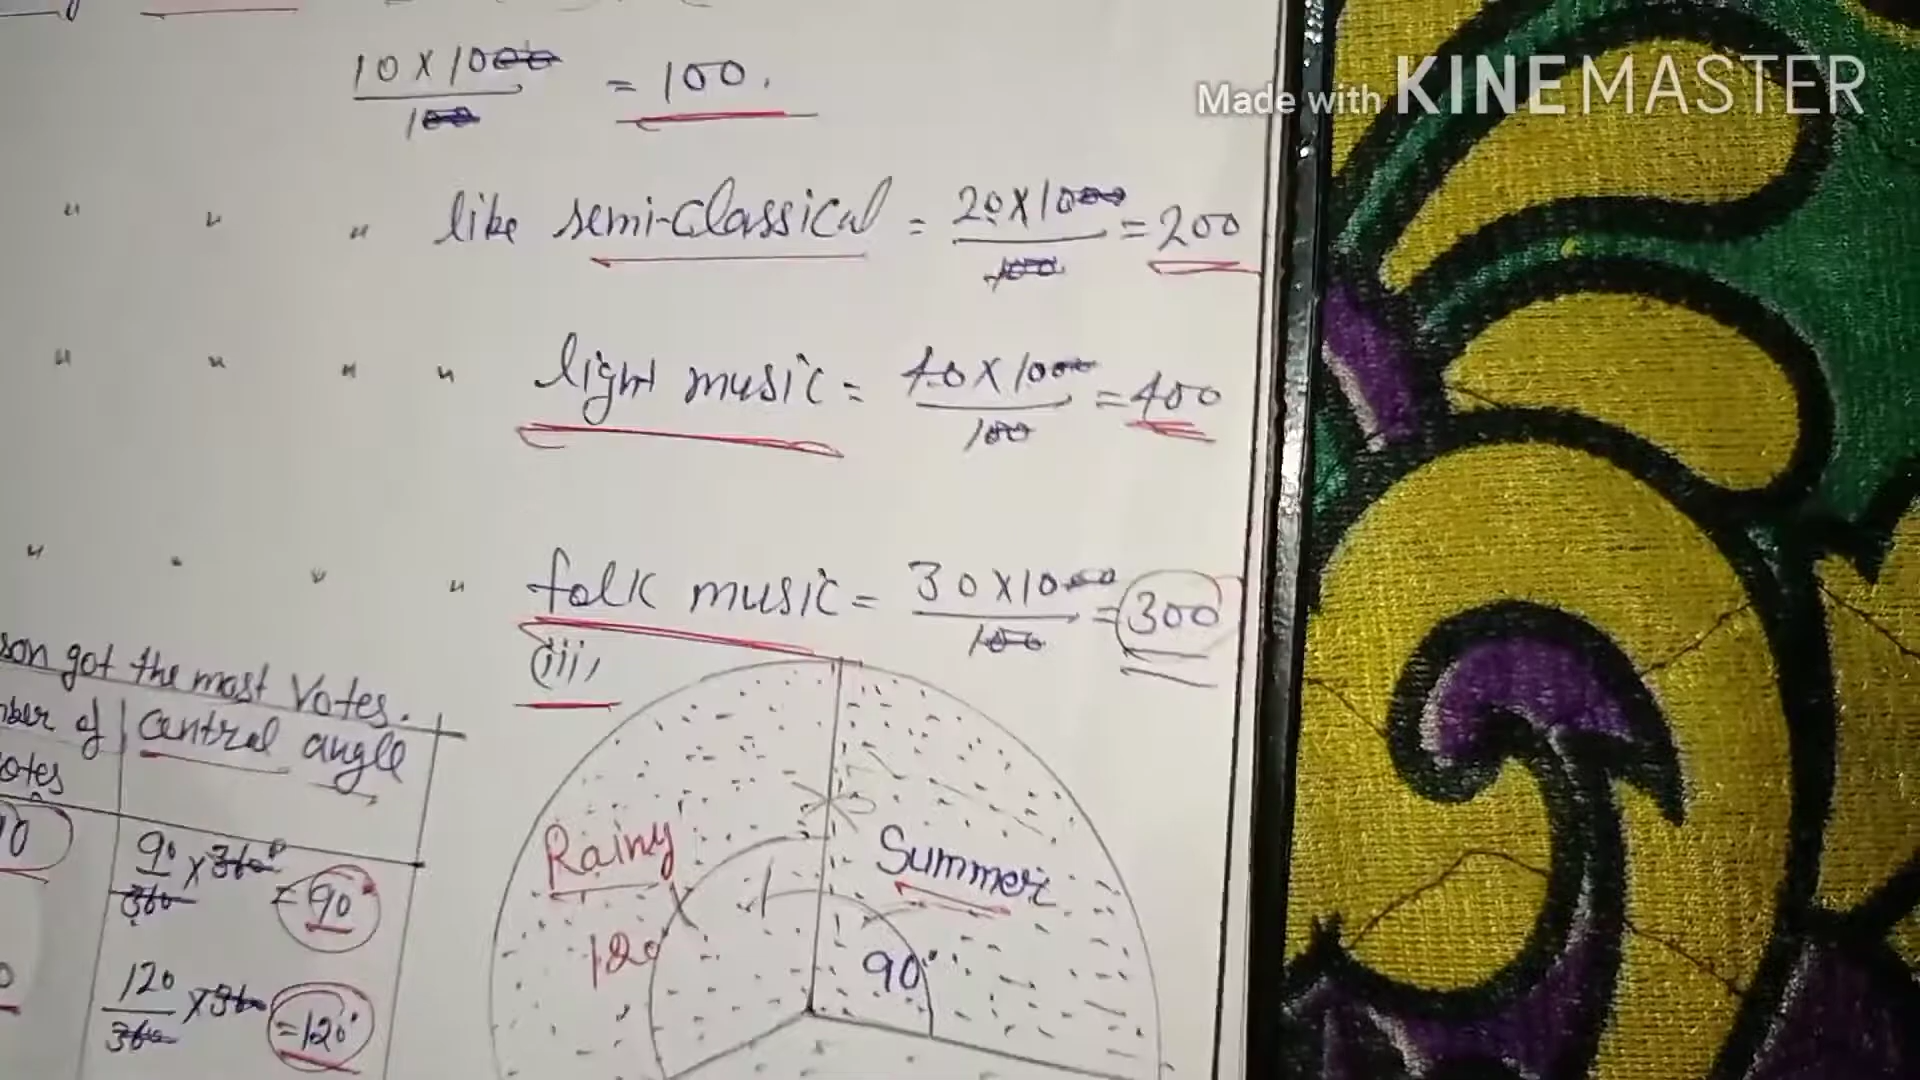 10 X 1000
100
= 100.
Made with KINEMASTER
" " " like semi-classical = 20 X 1000 / 100 = 200
" " " " light music = 40 X 1000 / 100 = 400
" " " " folk music = 30 X 1000 / 100 = 300
(iii)
son got the most Votes.
ber of | Central angle
otes
90 / 360 X 360° = 90°
120 / 360 X 360 = 120°
Rainy
120
Summer
90°